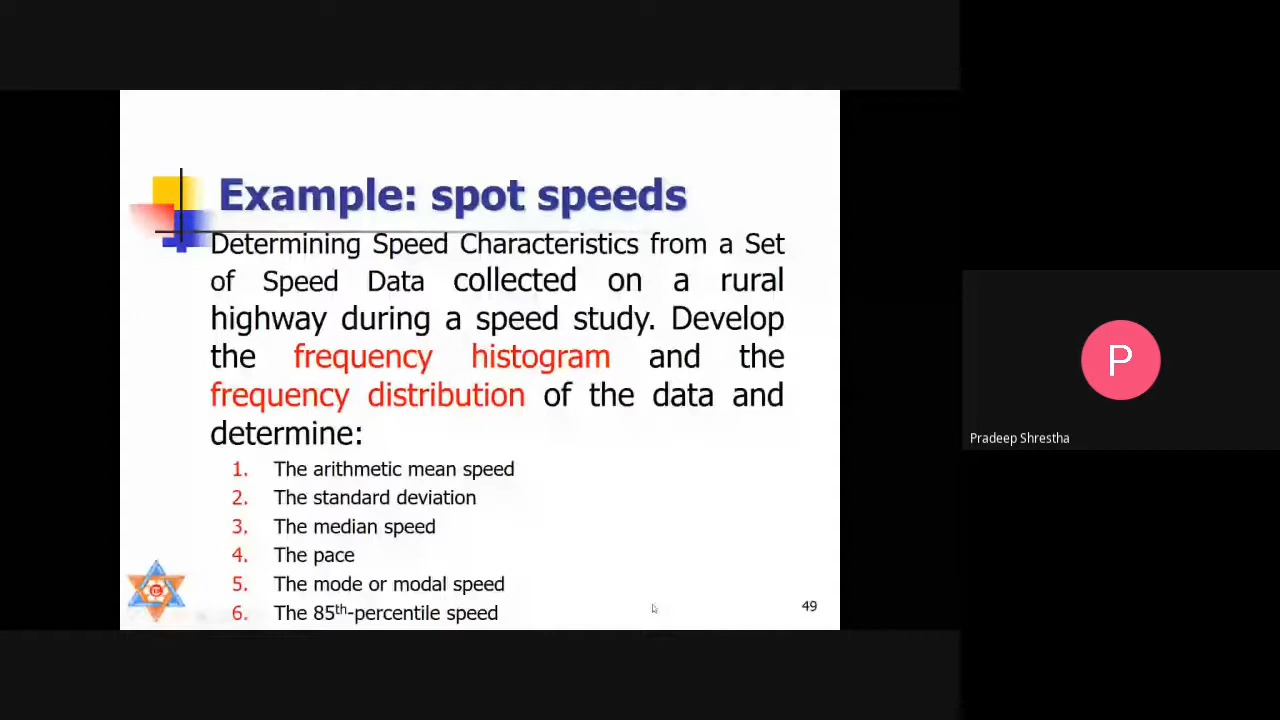 Example: spot speeds
Determining Speed Characteristics from a Set
of Speed Data collected on a rural
highway during a speed study. Develop
the frequency histogram and the
frequency distribution of the data and
determine:
1. The arithmetic mean speed
2. The standard deviation
3. The median speed
4. The pace
5. The mode or modal speed
6. The 85th-percentile speed
49
P
Pradeep Shrestha